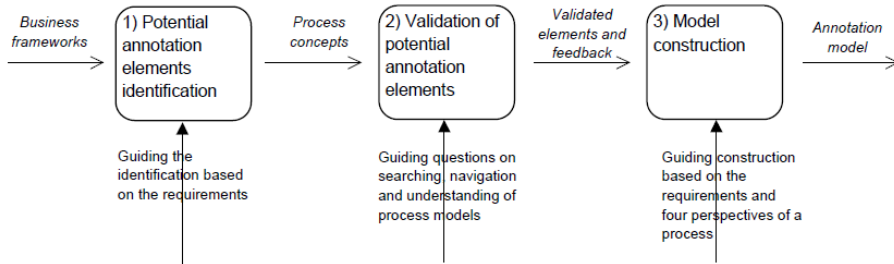 Business
frameworks
1) Potential
annotation
elements
identification
Process
concepts
2) Validation of
potential
annotation
elements
Validated
elements and
feedback
3) Model
construction
Annotation
model
Guiding the
identification based
on the requirements
Guiding questions on
searching, navigation
and understanding of
process models
Guiding construction
based on the
requirements and
four perspectives of a
process